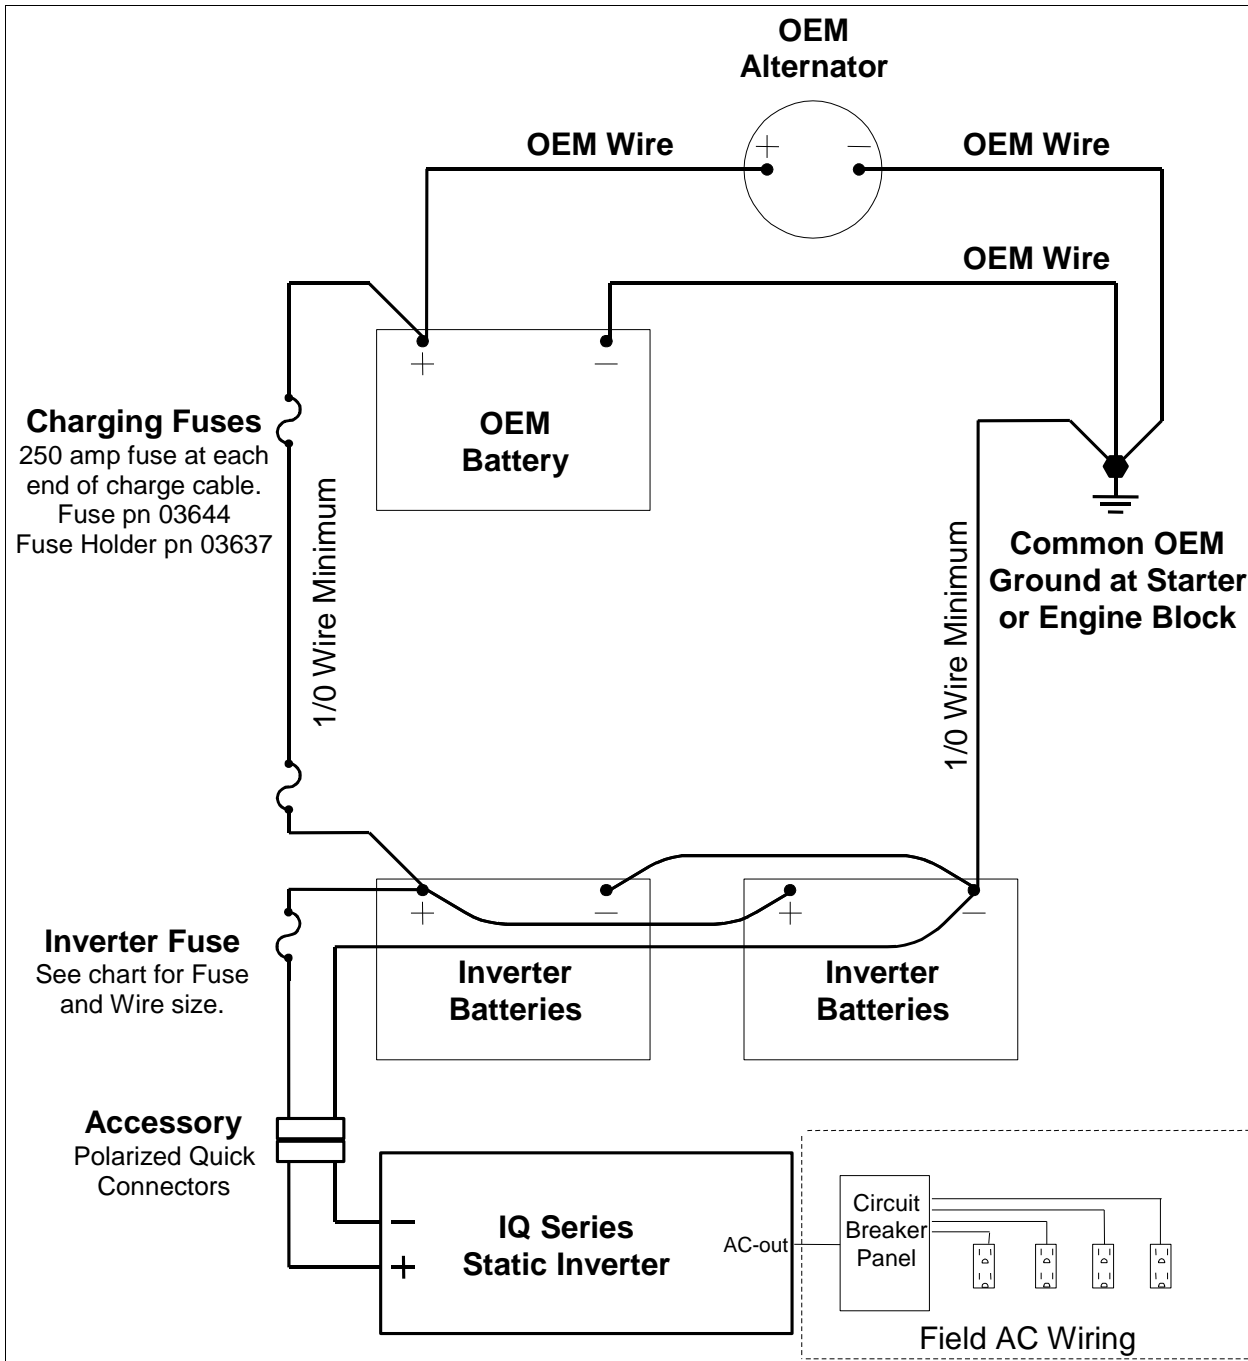 OEM
Alternator
+
—
OEM Wire
OEM Wire
OEM Wire
+
—
OEM
Battery
Charging Fuses
250 amp fuse at each
end of charge cable.
Fuse pn 03644
Fuse Holder pn 03637
1/0 Wire Minimum
1/0 Wire Minimum
Common OEM
Ground at Starter
or Engine Block
+
—
+
—
Inverter Fuse
See chart for Fuse
and Wire size.
Inverter
Batteries
Inverter
Batteries
Accessory
Polarized Quick
Connectors
—
+
IQ Series
Static Inverter
AC-out
Circuit
Breaker
Panel
Field AC Wiring